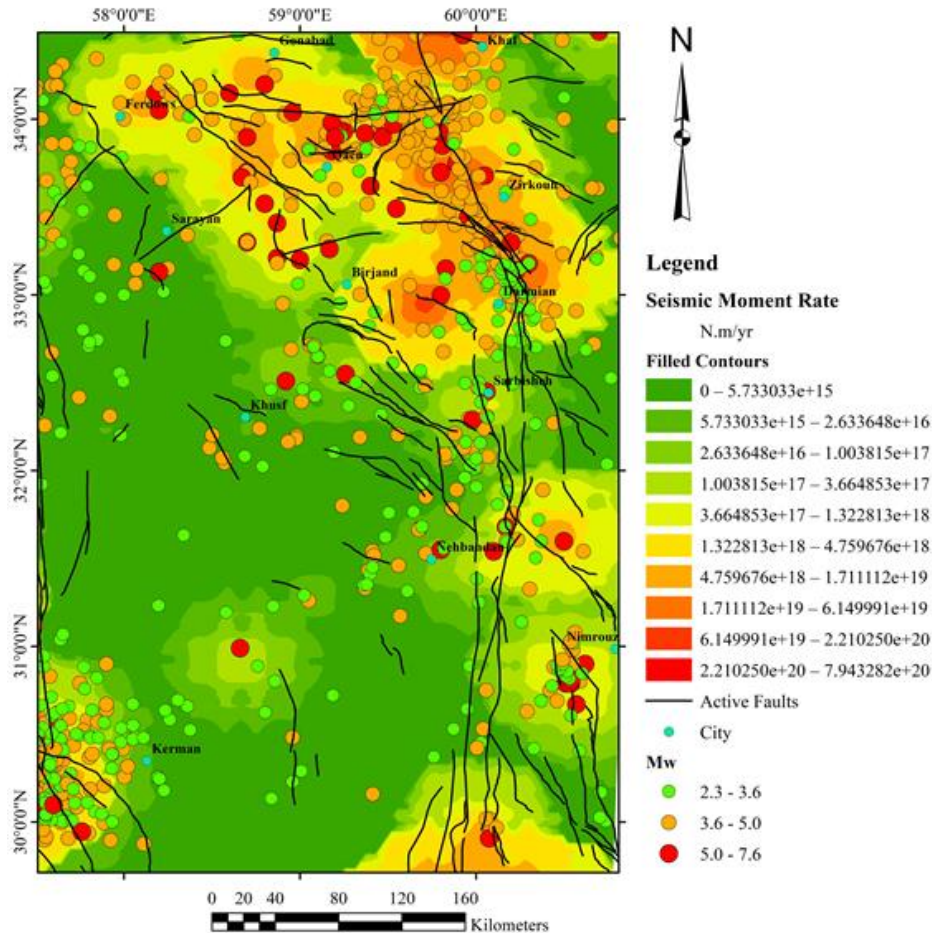 58°0'0"E 59°0'0"E 60°0'0"E
N
34°0'0"N
33°0'0"N
32°0'0"N
31°0'0"N
30°0'0"N
Gonabad
Khaf
Ferdows
Qaen
Zirkouh
Sarayan
Birjand
Darmian
Sarbisheh
Khusf
Nehbandan
Nimrouz
Kerman
Legend
Seismic Moment Rate
N.m/yr
Filled Contours
0 – 5.733033e+15
5.733033e+15 – 2.633648e+16
2.633648e+16 – 1.003815e+17
1.003815e+17 – 3.664853e+17
3.664853e+17 – 1.322813e+18
1.322813e+18 – 4.759676e+18
4.759676e+18 – 1.711112e+19
1.711112e+19 – 6.149991e+19
6.149991e+19 – 2.210250e+20
2.210250e+20 – 7.943282e+20
Active Faults
City
Mw
2.3 - 3.6
3.6 - 5.0
5.0 - 7.6
0 20 40 80 120 160
Kilometers